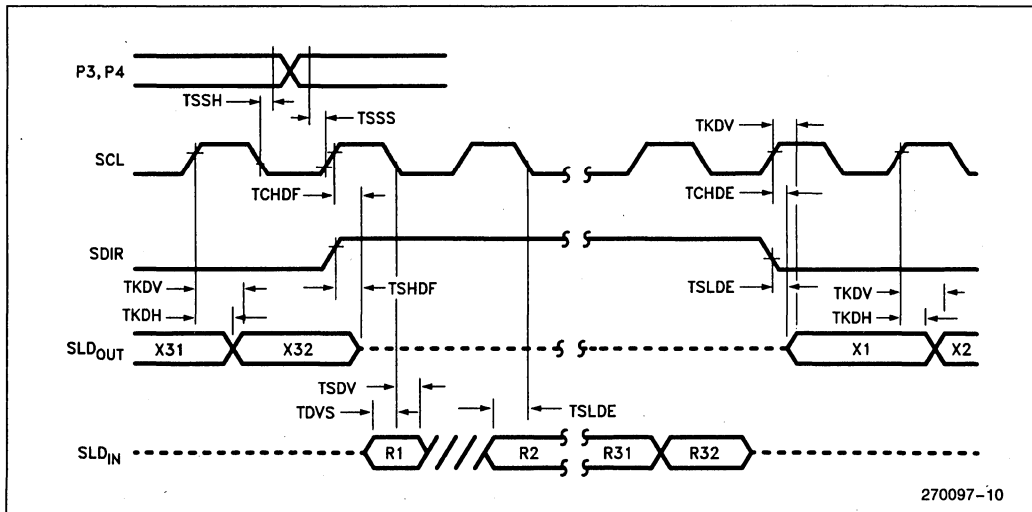 P3, P4
TSSH
TSSS
TKDV
SCL
TCHDF
TCHDE
SDIR
TKDV
TSHDF
TSLDE
TKDV
TKDH
TKDH
SLDOUT
X31
X32
X1
X2
TSDV
TDVS
TSLDE
SLDIN
R1
R2
R31
R32
270097-10